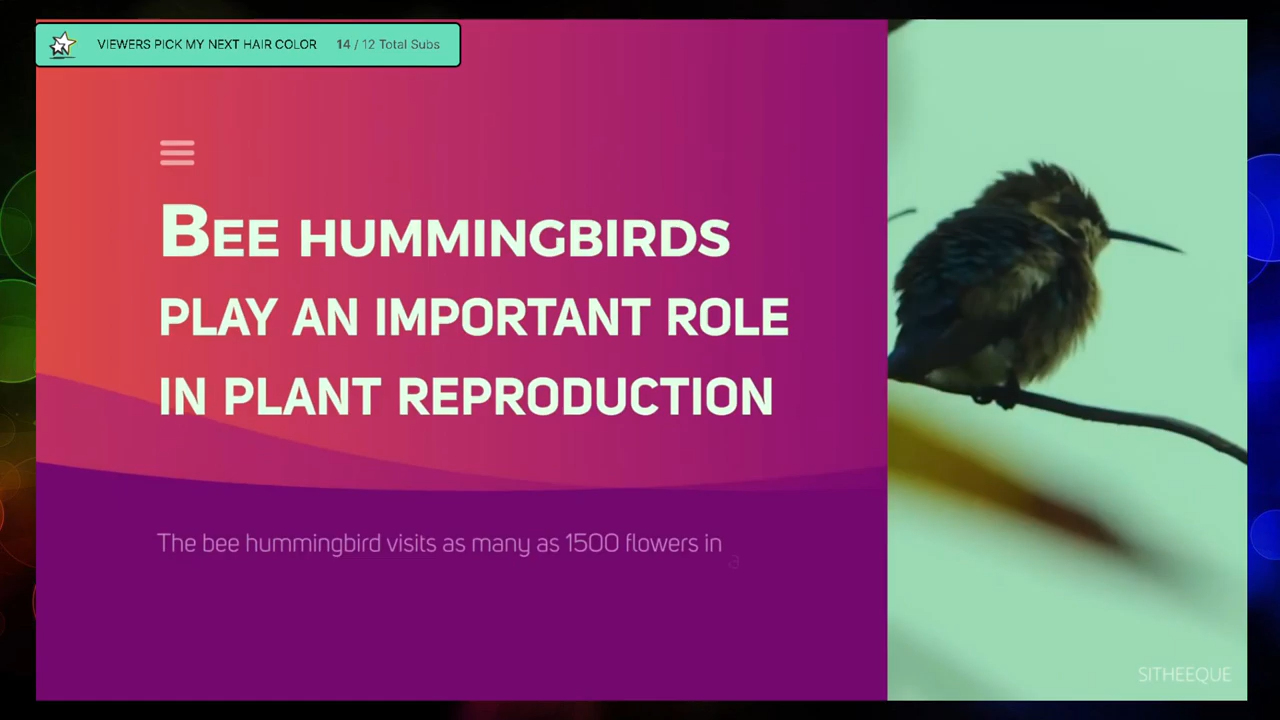 VIEWERS PICK MY NEXT HAIR COLOR 14 / 12 Total Subs
BEE HUMMINGBIRDS
PLAY AN IMPORTANT ROLE
IN PLANT REPRODUCTION
The bee hummingbird visits as many as 1500 flowers in
SITHEEQUE